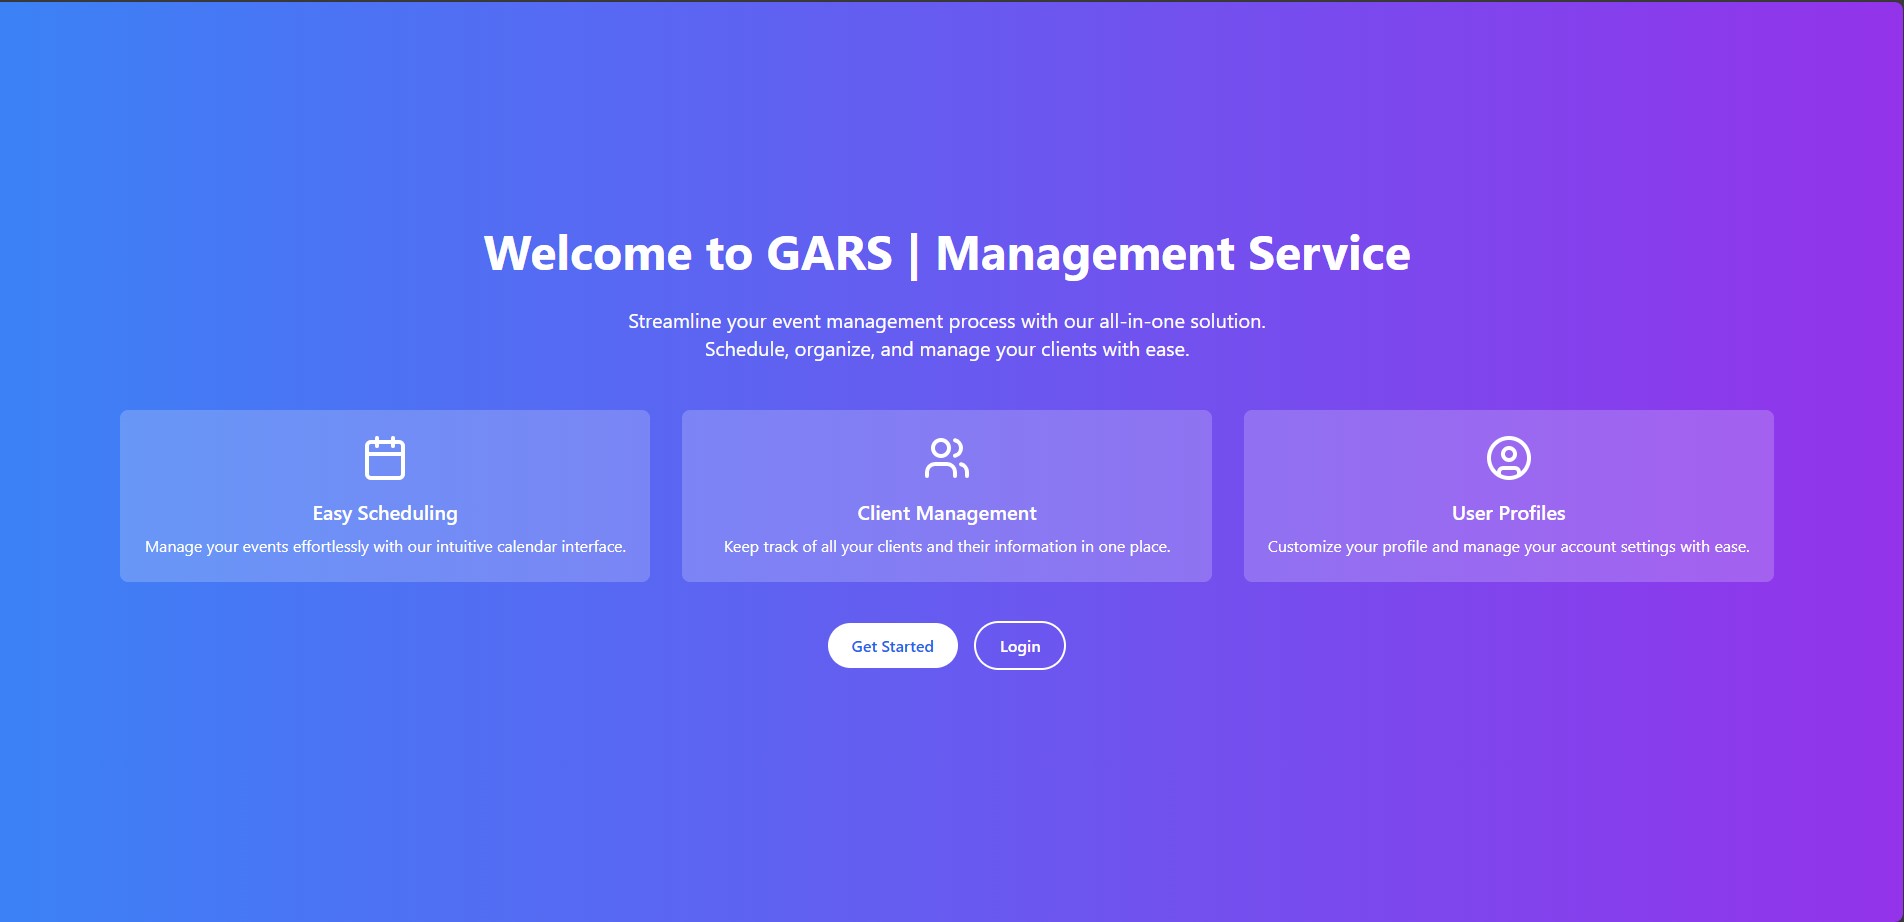 Welcome to GARS | Management Service
Streamline your event management process with our all-in-one solution.
Schedule, organize, and manage your clients with ease.
Easy Scheduling
Manage your events effortlessly with our intuitive calendar interface.
Client Management
Keep track of all your clients and their information in one place.
User Profiles
Customize your profile and manage your account settings with ease.
Get Started
Login